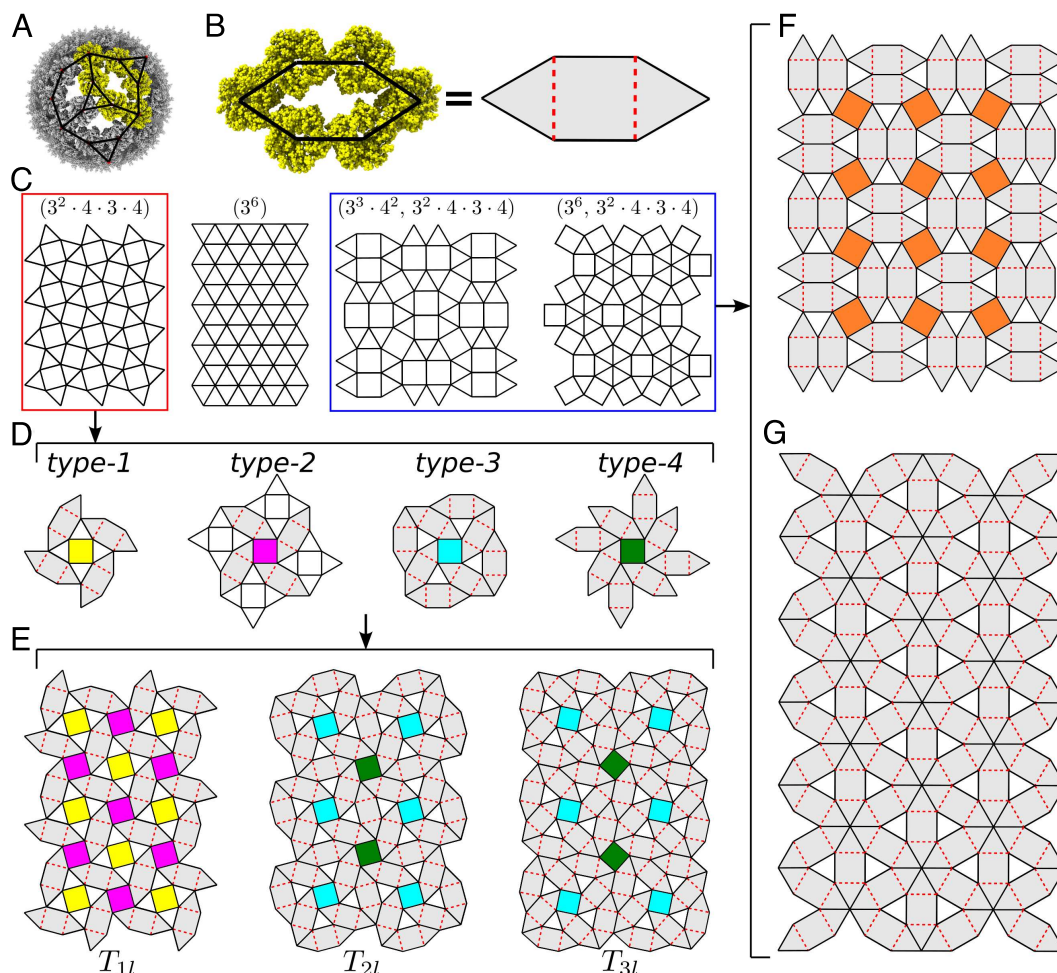 A
B
=
F
C
(3² · 4 · 3 · 4)
(3⁶)
(3³ · 4², 3² · 4 · 3 · 4)
(3⁶, 3² · 4 · 3 · 4)
D
type-1
type-2
type-3
type-4
G
E
T₁ₗ
T₂ₗ
T₃ₗ